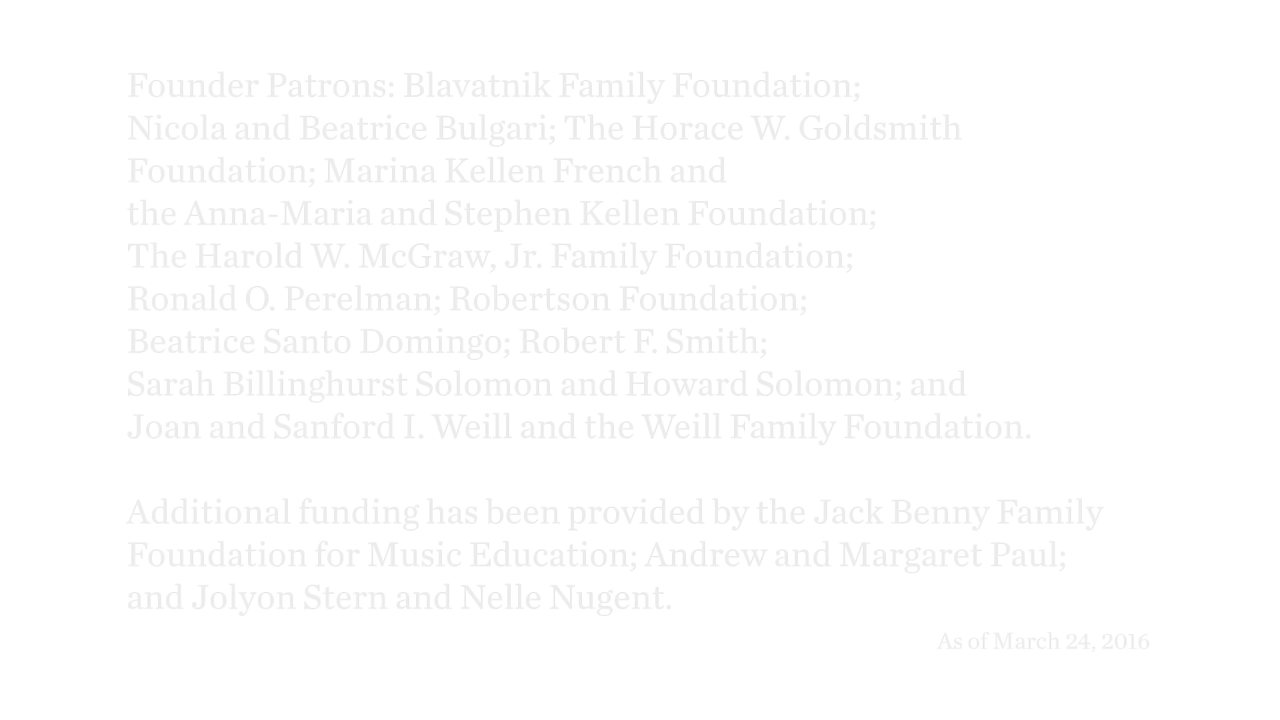 Founder Patrons: Blavatnik Family Foundation;
Nicola and Beatrice Bulgari; The Horace W. Goldsmith
Foundation; Marina Kellen French and
the Anna-Maria and Stephen Kellen Foundation;
The Harold W. McGraw, Jr. Family Foundation;
Ronald O. Perelman; Robertson Foundation;
Beatrice Santo Domingo; Robert F. Smith;
Sarah Billinghurst Solomon and Howard Solomon; and
Joan and Sanford I. Weill and the Weill Family Foundation.
Additional funding has been provided by the Jack Benny Family
Foundation for Music Education; Andrew and Margaret Paul;
and Jolyon Stern and Nelle Nugent.
As of March 24, 2016